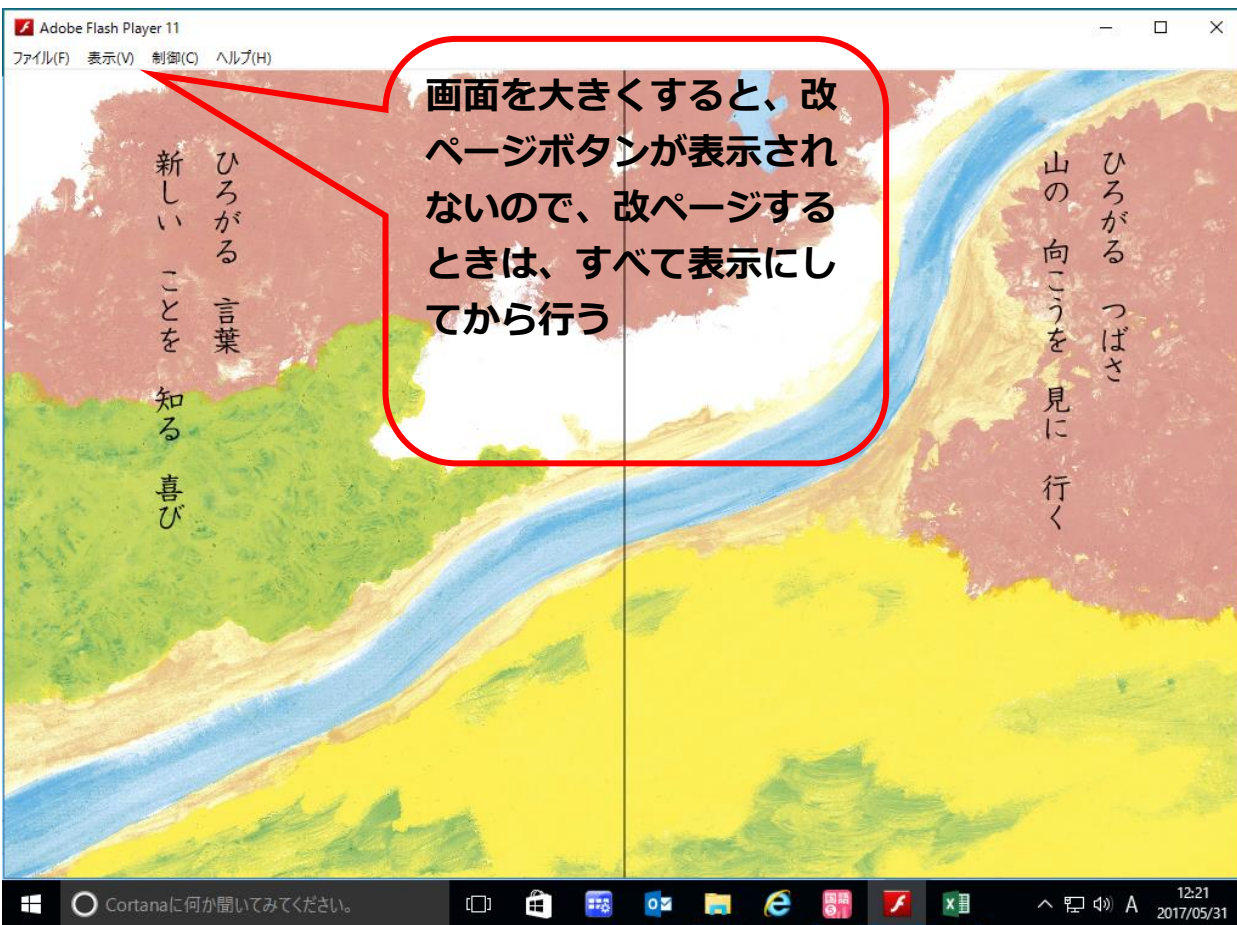 Adobe Flash Player 11
ファイル(F) 表示(V) 制御(C) ヘルプ(H)
画面を大きくすると、改
ページボタンが表示され
ないので、改ページする
ときは、すべて表示にし
てから行う
ひろがる つばさ
山の 向こうを 見に 行く
ひろがる 言葉
新しい ことを 知る 喜び
Cortanaに何か聞いてみてください。
国語
5
A
12:21
2017/05/31